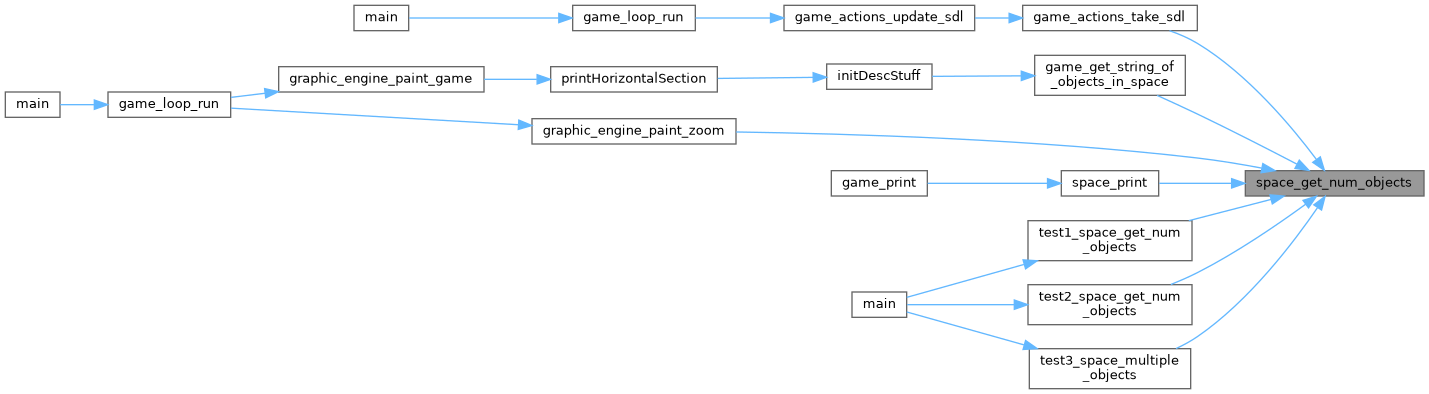 main
game_loop_run
game_actions_update_sdl
game_actions_take_sdl
graphic_engine_paint_game
printHorizontalSection
initDescStuff
game_get_string_of
_objects_in_space
main
game_loop_run
graphic_engine_paint_zoom
game_print
space_print
space_get_num_objects
test1_space_get_num
_objects
main
test2_space_get_num
_objects
test3_space_multiple
_objects